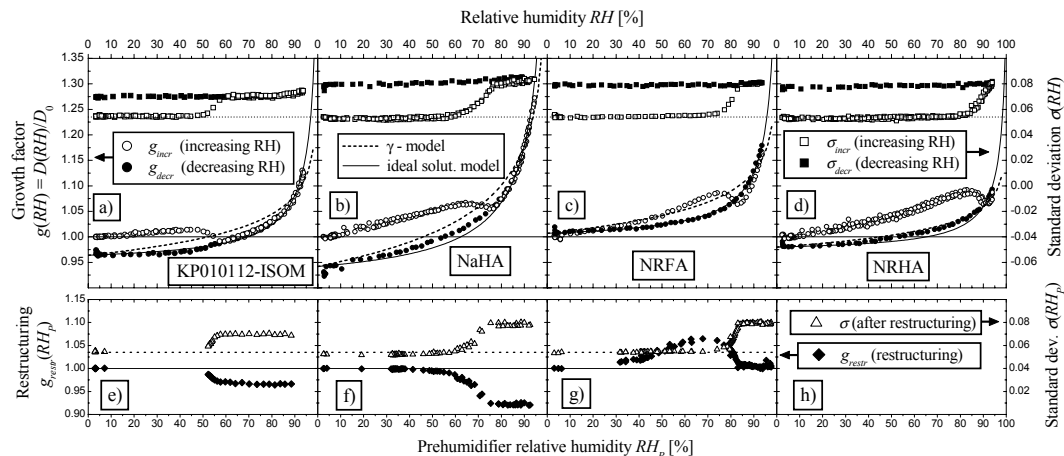 Relative humidity RH [%]
0 10 20 30 40 50 60 70 80 90 0 10 20 30 40 50 60 70 80 90 0 10 20 30 40 50 60 70 80 90 0 10 20 30 40 50 60 70 80 90 100
Growth factor
g(RH) = D(RH)/D0
1.35
1.30
1.25
1.20
1.15
1.10
1.05
1.00
0.95
g_incr (increasing RH)
g_decr (decreasing RH)
a)
KP010112-ISOM
γ - model
ideal solut. model
b)
NaHA
c)
NRFA
σ_incr (increasing RH)
σ_decr (decreasing RH)
d)
NRHA
0.08
0.06
0.04
0.02
0.00
-0.02
-0.04
-0.06
Standard deviation σ(RH)
Restructuring
g_restr(RH_p)
1.15
1.10
1.05
1.00
0.95
0.90
e)
f)
g)
σ (after restructuring)
g_restr (restructuring)
h)
0.08
0.06
0.04
0.02
Standard dev. σ(RH_p)
0 10 20 30 40 50 60 70 80 90 0 10 20 30 40 50 60 70 80 90 0 10 20 30 40 50 60 70 80 90 0 10 20 30 40 50 60 70 80 90 100
Prehumidifier relative humidity RH_p [%]